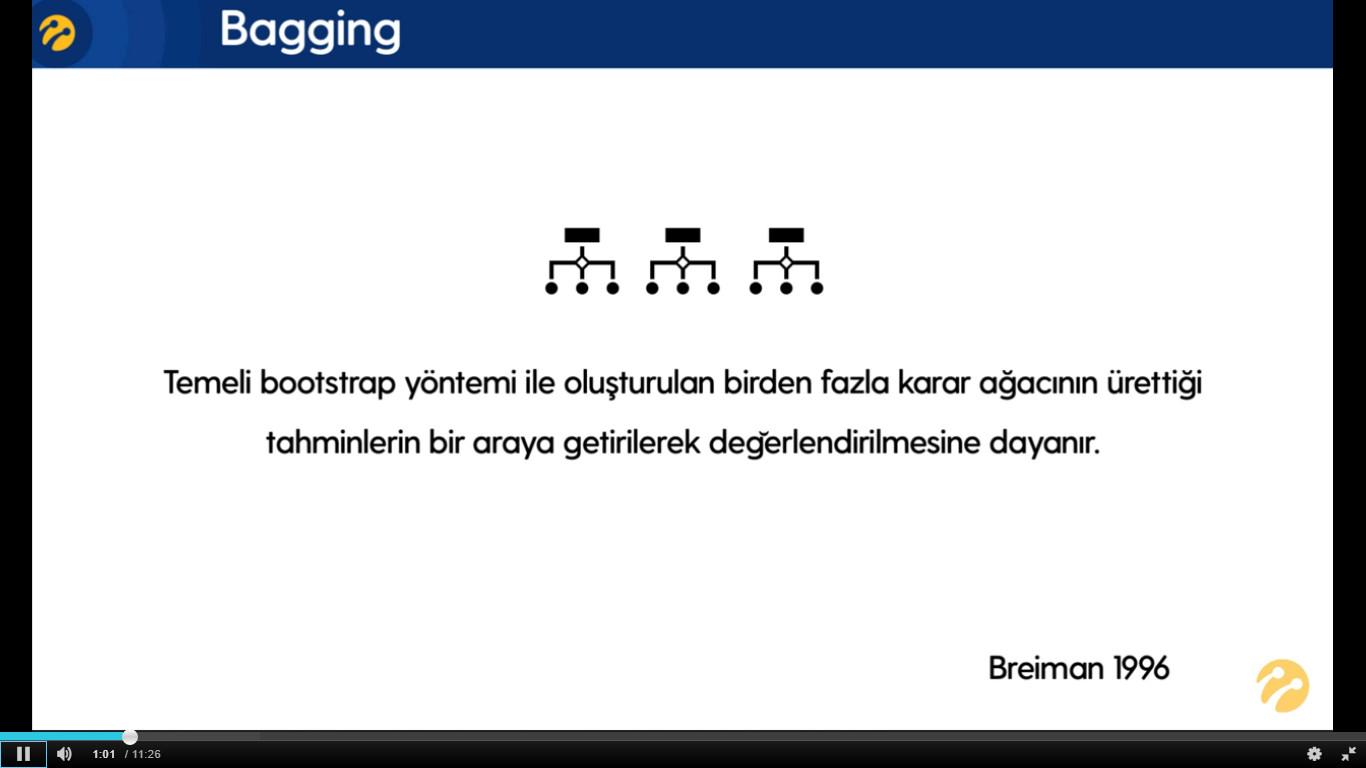 Bagging
Temeli bootstrap yöntemi ile oluşturulan birden fazla karar ağacının ürettiği
tahminlerin bir araya getirilerek değerlendirilmesine dayanır.
Breiman 1996
1:01 / 11:26